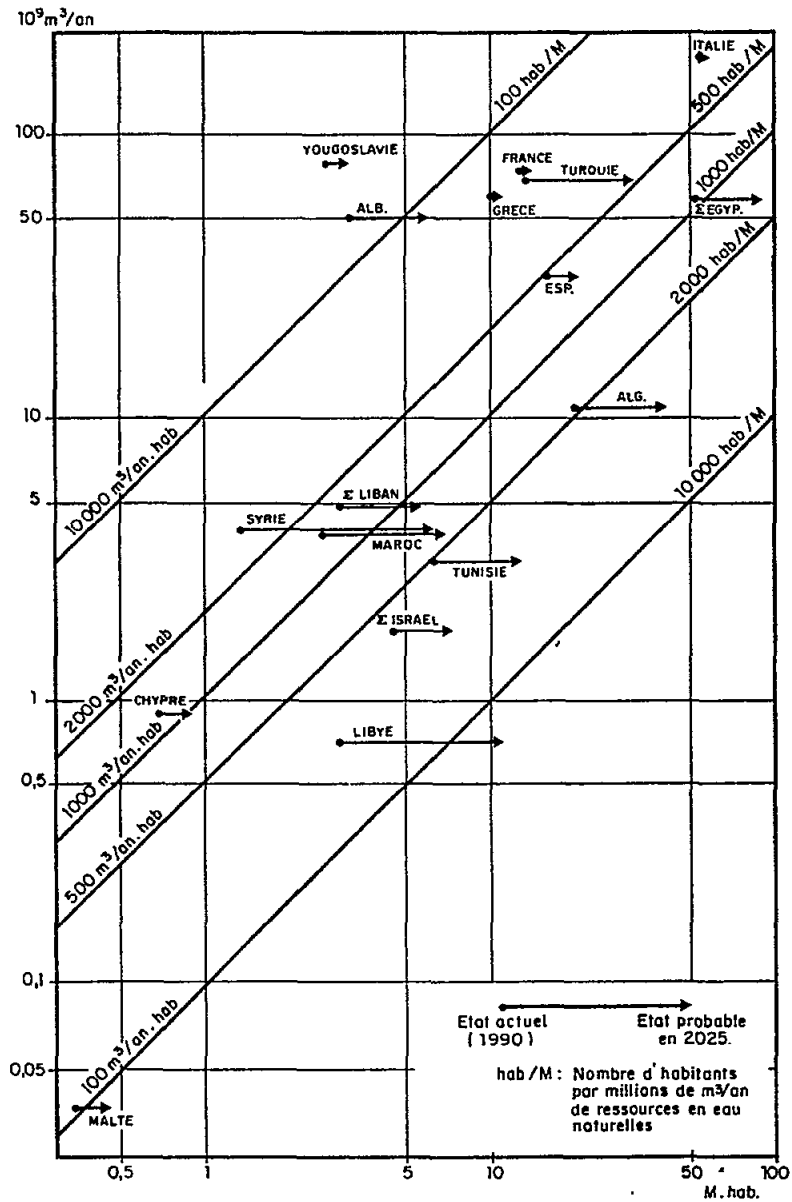 10⁹m³/an
ITALIE
100 hab/M
500 hab/M
100
1000 hab/M
YOUGOSLAVIE
FRANCE
TURQUIE
ALB.
GRECE
Σ EGYP.
50
2000 hab/M
ESP.
ALG.
10
10000 m³/an.hab
10 000 hab/M
5
Σ LIBAN
SYRIE
MAROC
TUNISIE
Σ ISRAEL
2000 m³/an.hab
1
CHYPRE
LIBYE
1000 m³/an.hab
0,5
500 m³/an.hab
0,1
100 m³/an.hab
Etat actuel
(1990)
Etat probable
en 2025.
0,05
hab/M : Nombre d'habitants
par millions de m³/an
de ressources en eau
naturelles
MALTE
0,5 1 5 10 50 100
M.hab.